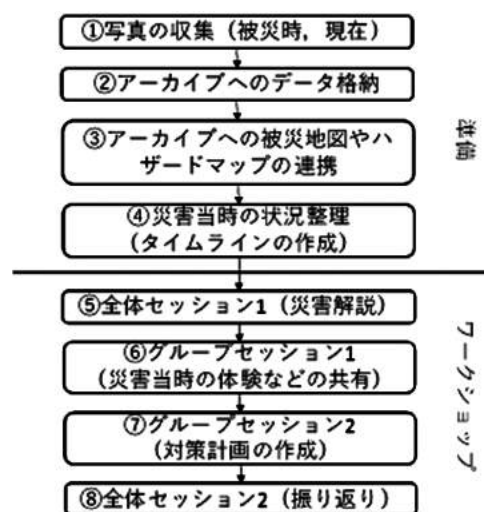 ①写真の収集（被災時，現在）
②アーカイブへのデータ格納
③アーカイブへの被災地図やハ
ザードマップの連携
④災害当時の状況整理
（タイムラインの作成）
準備
⑤全体セッション1（災害解説）
⑥グループセッション1
（災害当時の体験などの共有）
⑦グループセッション2
（対策計画の作成）
⑧全体セッション2（振り返り）
ワークショップ